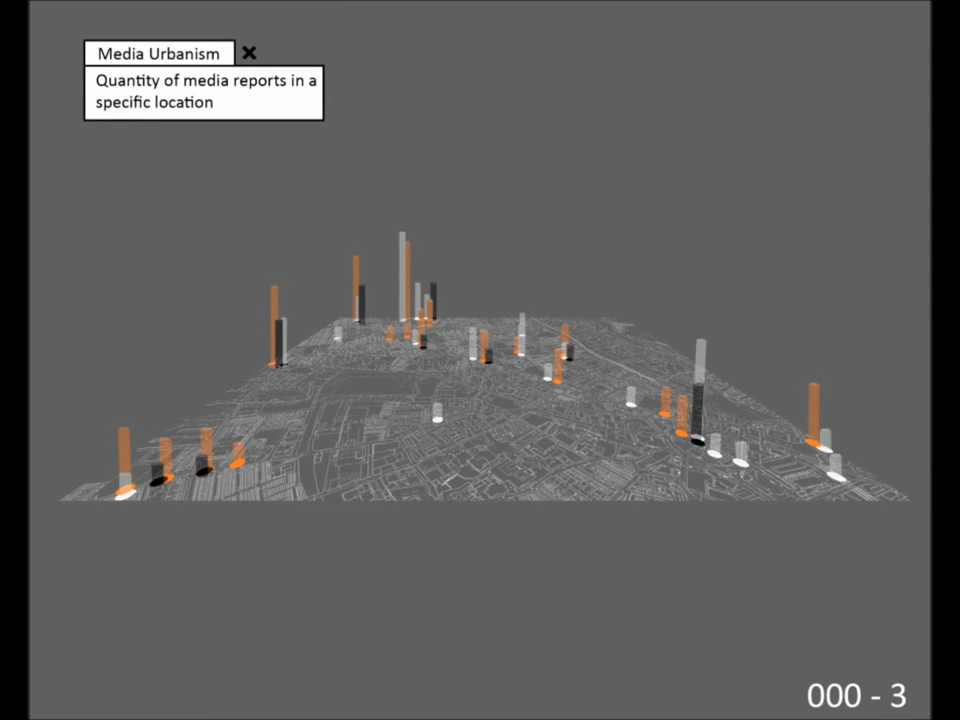 Media Urbanism
Quantity of media reports in a
specific location
000 - 3